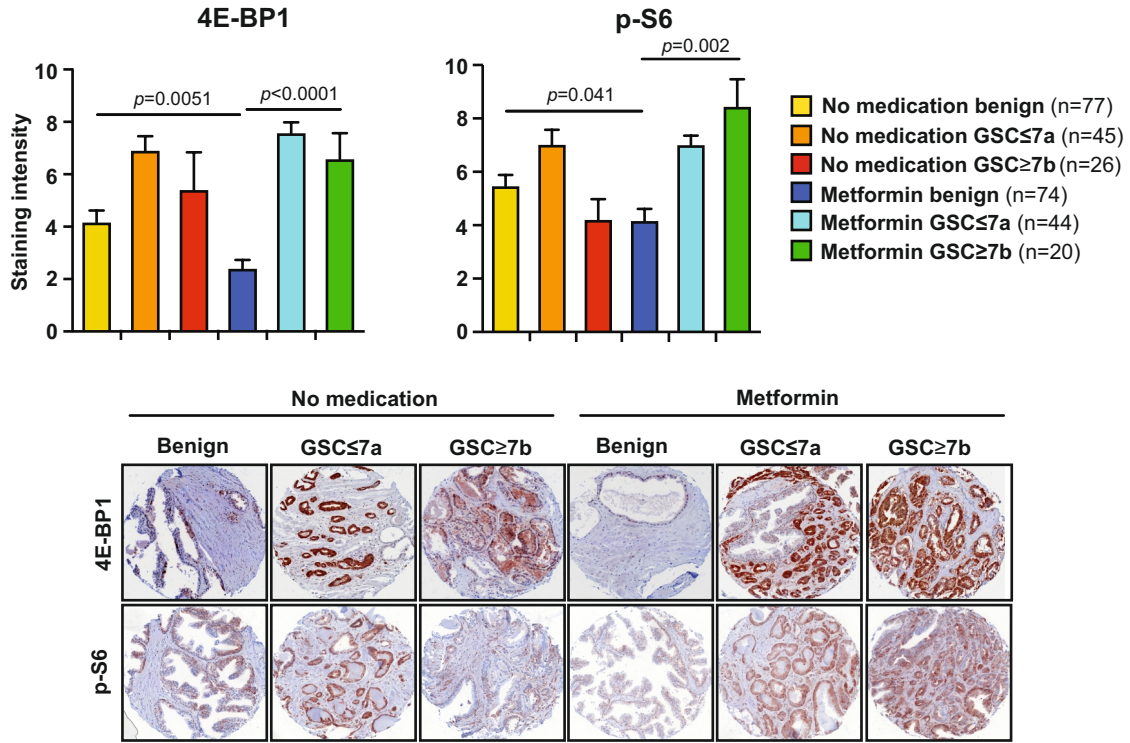 4E-BP1
p-S6
Staining intensity
10
8
6
4
2
0
p=0.0051
p<0.0001
10
8
6
4
2
0
p=0.041
p=0.002
No medication benign (n=77)
No medication GSC≤7a (n=45)
No medication GSC≥7b (n=26)
Metformin benign (n=74)
Metformin GSC≤7a (n=44)
Metformin GSC≥7b (n=20)
No medication
Metformin
Benign
GSC≤7a
GSC≥7b
Benign
GSC≤7a
GSC≥7b
4E-BP1
p-S6